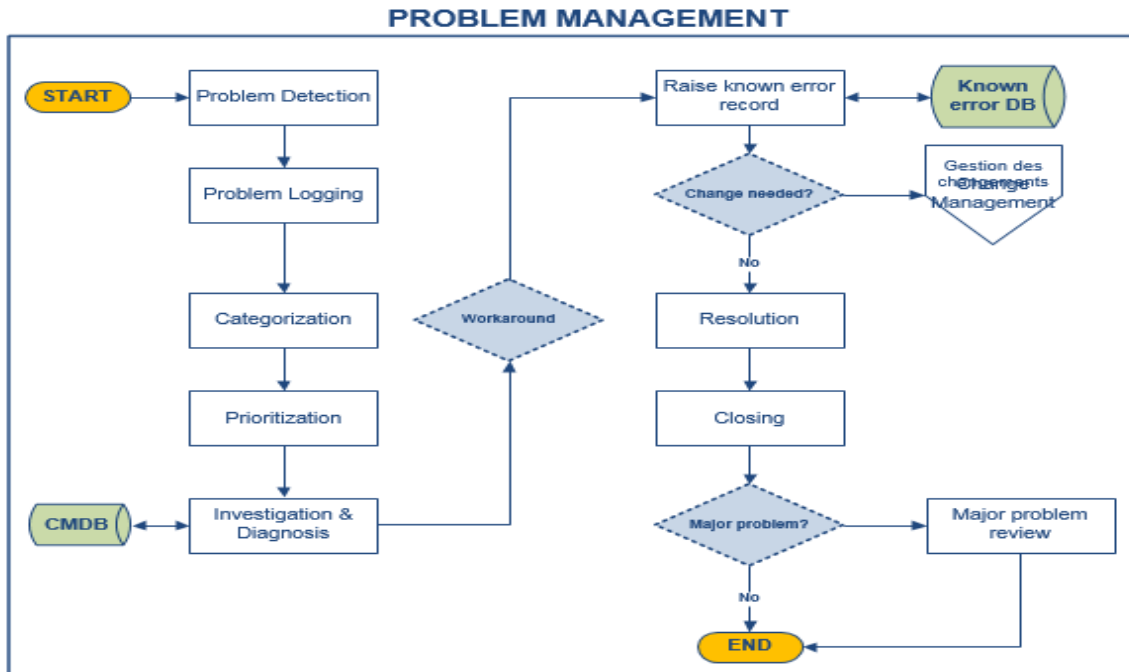 PROBLEM MANAGEMENT
START
Problem Detection
Problem Logging
Categorization
Prioritization
CMDB
Investigation &
Diagnosis
Workaround
Raise known error
record
Known
error DB
Change needed?
Gestion des
changements
Change
Management
No
Resolution
Closing
Major problem?
Major problem
review
No
END